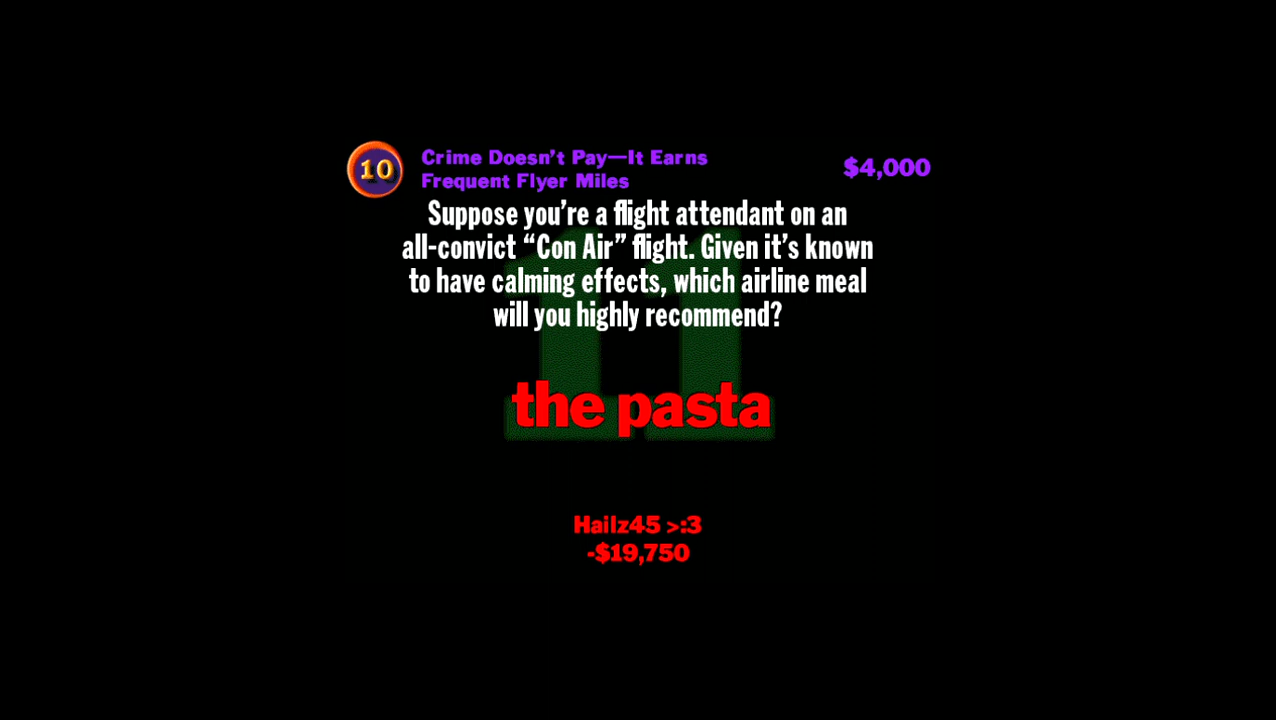 10
Crime Doesn't Pay—It Earns
Frequent Flyer Miles
$4,000
Suppose you're a flight attendant on an
all-convict “Con Air” flight. Given it's known
to have calming effects, which airline meal
will you highly recommend?
11
the pasta
Hailz45 >:3
-$19,750